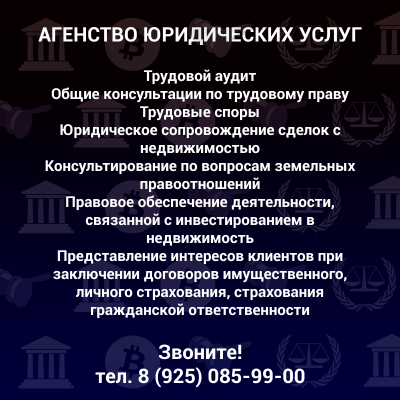 АГЕНСТВО ЮРИДИЧЕСКИХ УСЛУГ
Трудовой аудит
Общие консультации по трудовому праву
Трудовые споры
Юридическое сопровождение сделок с
недвижимостью
Консультирование по вопросам земельных
правоотношений
Правовое обеспечение деятельности,
связанной с инвестированием в
недвижимость
Представление интересов клиентов при
заключении договоров имущественного,
личного страхования, страхования
гражданской ответственности
Звоните!
тел. 8 (925) 085-99-00